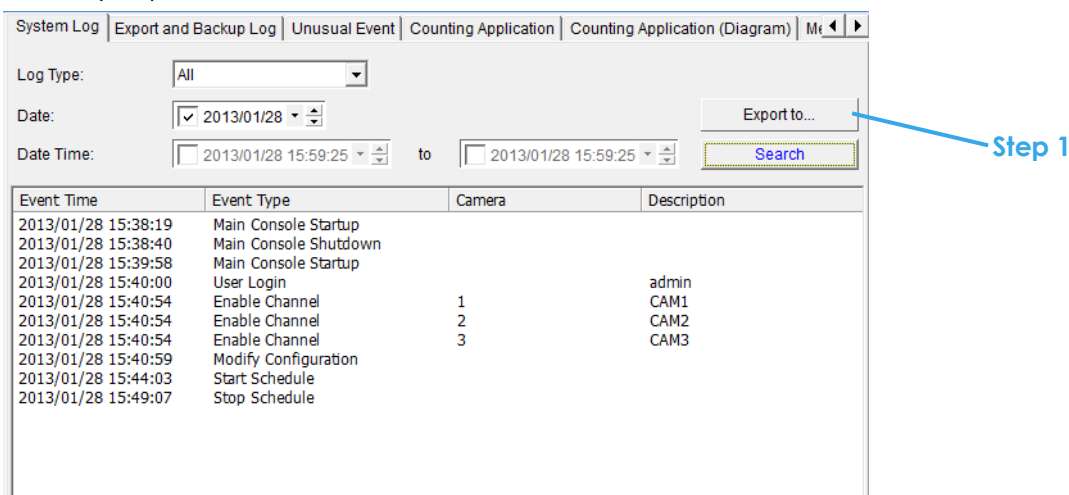 System Log Export and Backup Log Unusual Event Counting Application Counting Application (Diagram)
Log Type: All
Date: 2013/01/28 Export to...
Step 1
Date Time: 2013/01/28 15:59:25 to 2013/01/28 15:59:25 Search
Event Time Event Type Camera Description
2013/01/28 15:38:19 Main Console Startup
2013/01/28 15:38:40 Main Console Shutdown
2013/01/28 15:39:58 Main Console Startup
2013/01/28 15:40:00 User Login admin
2013/01/28 15:40:54 Enable Channel 1 CAM1
2013/01/28 15:40:54 Enable Channel 2 CAM2
2013/01/28 15:40:54 Enable Channel 3 CAM3
2013/01/28 15:40:59 Modify Configuration
2013/01/28 15:44:03 Start Schedule
2013/01/28 15:49:07 Stop Schedule